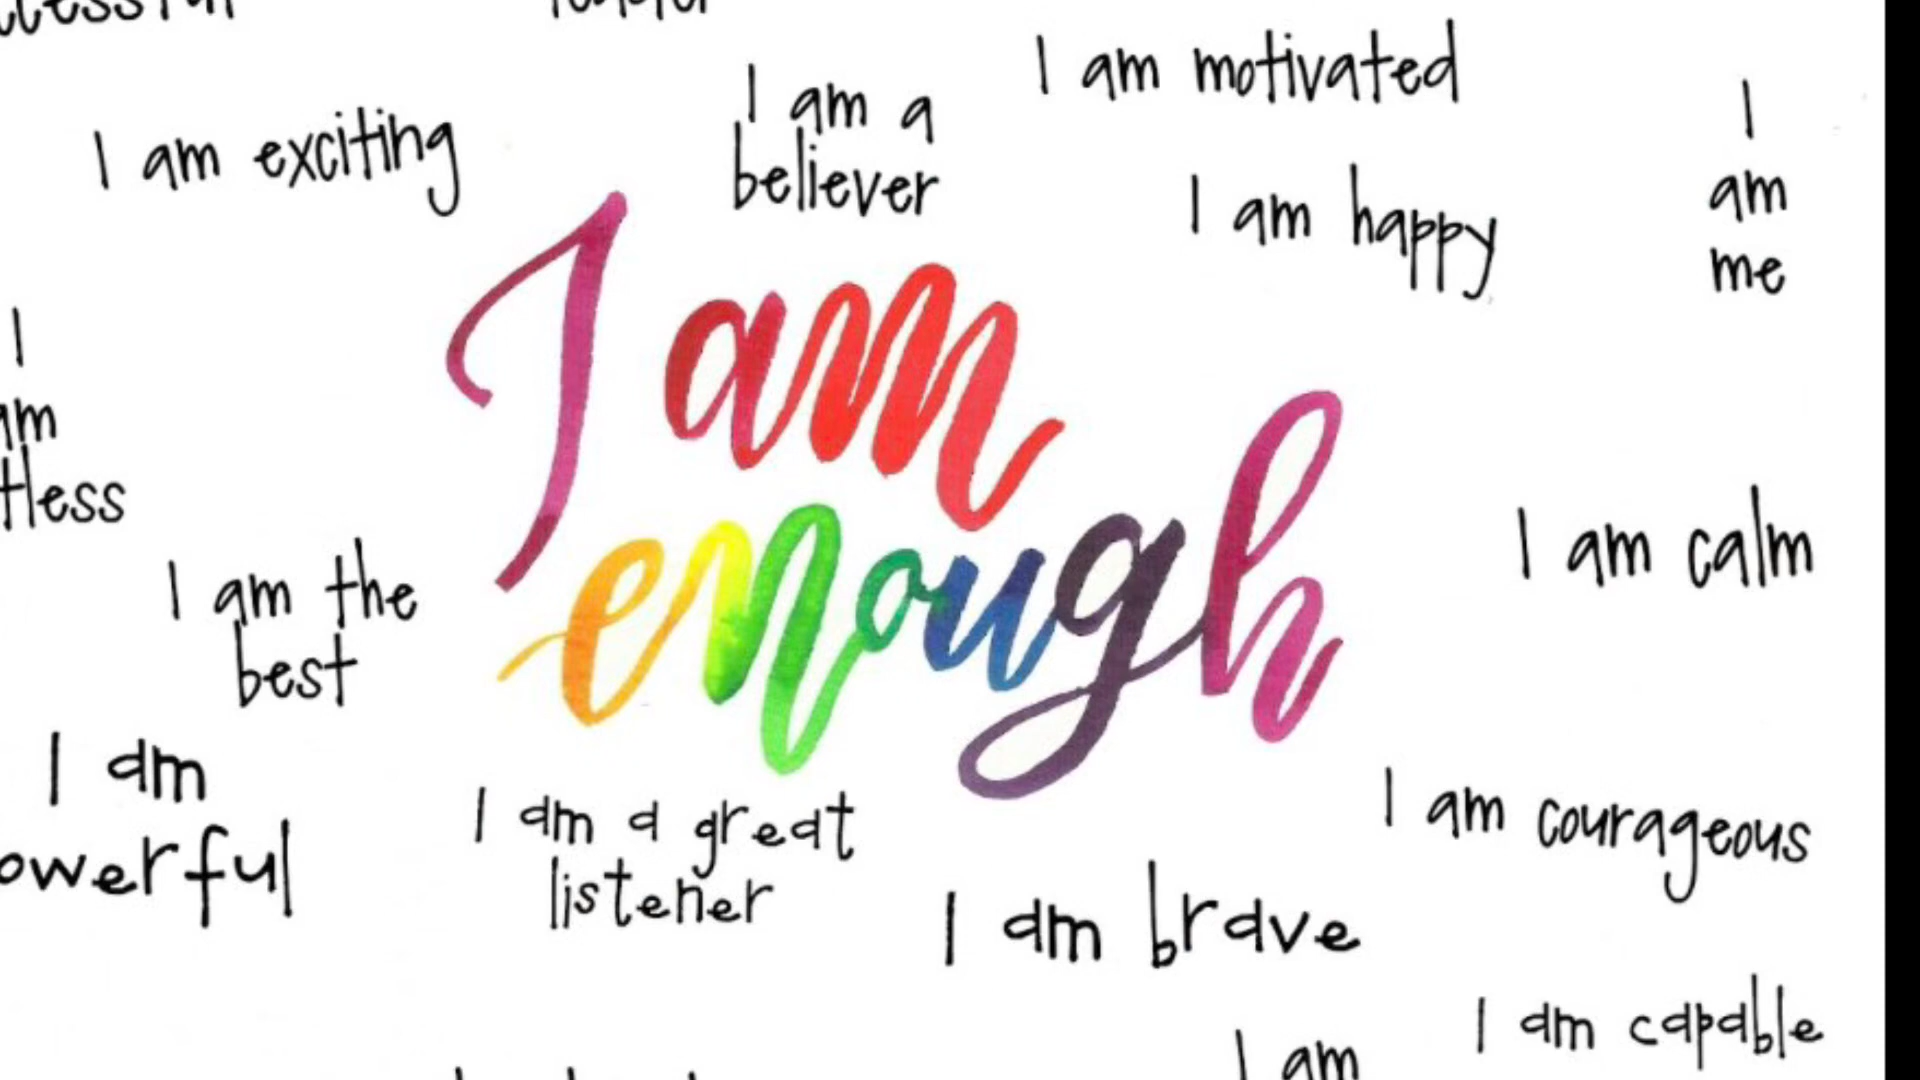 I am exciting
I am a
believer
I am motivated
I am happy
I
am
me
I am
enough
I
I am the
best
I am calm
I am
I am a great
listener
I am courageous
I am brave
I am capable
I am